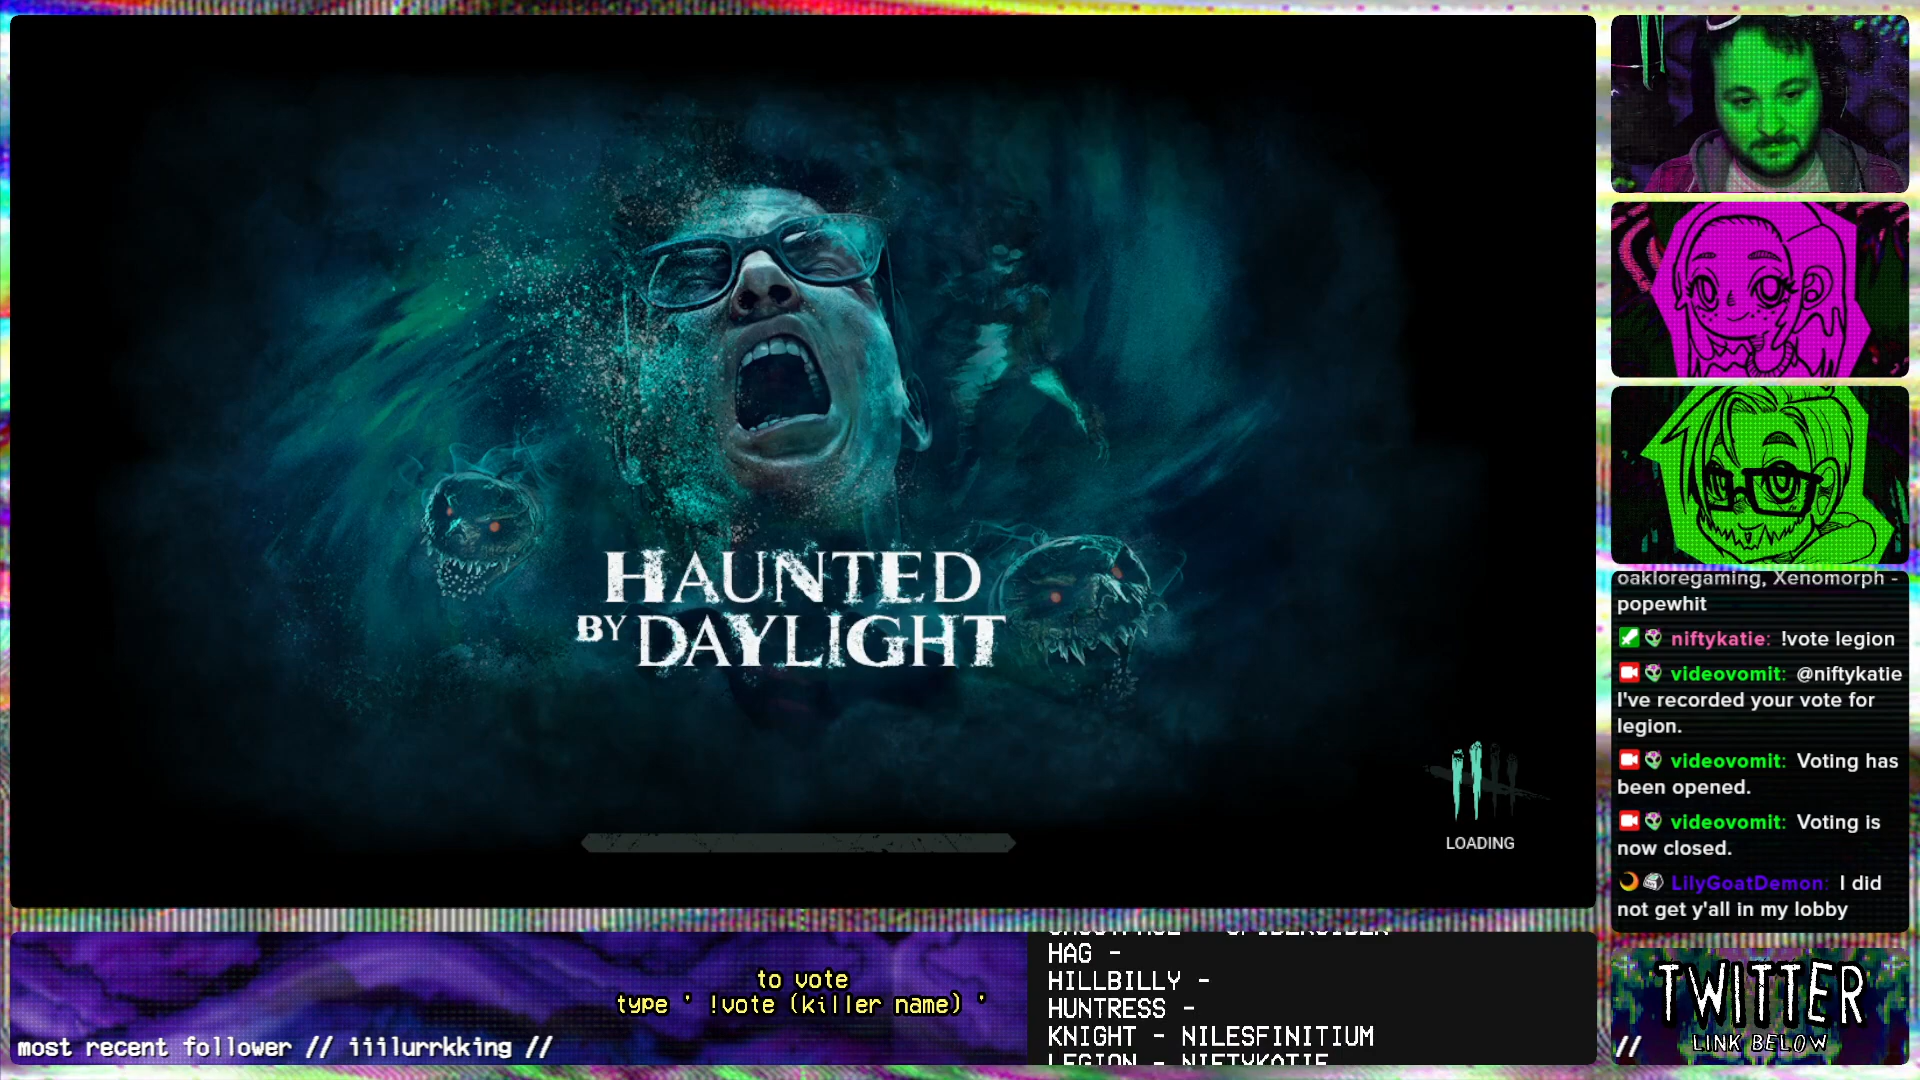 HAUNTED
BY DAYLIGHT
LOADING
oakloregaming, Xenomorph -
popewhit
niftykatie: !vote legion
videovomit: @niftykatie
I've recorded your vote for
legion.
videovomit: Voting has
been opened.
videovomit: Voting is
now closed.
LilyGoatDemon: I did
not get y'all in my lobby
to vote
type ' !vote (killer name) '
most recent follower // iiilurrkking //
HAG -
HILLBILLY -
HUNTRESS -
KNIGHT - NILESFINITIUM
LEGION - NIFTYKATIE
TWITTER
LINK BELOW
//